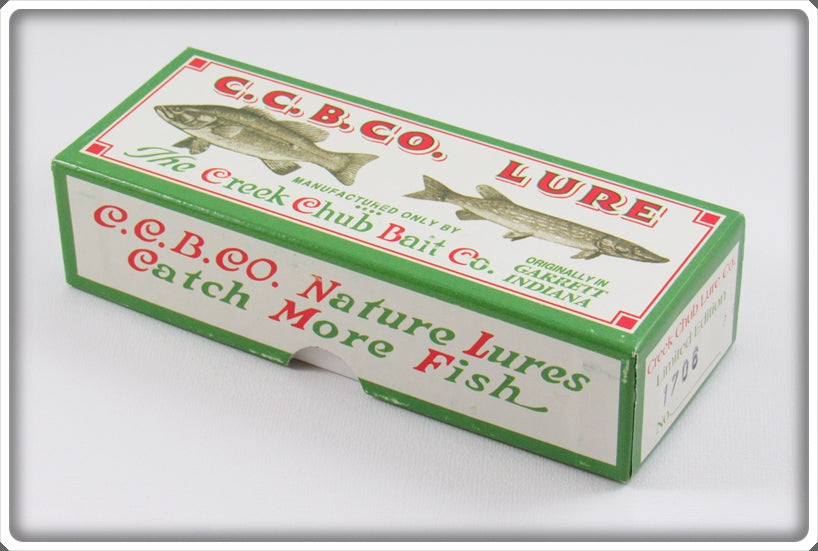 C.C.B.CO. LURE
MANUFACTURED ONLY BY
The Creek Chub Bait Co.
ORIGINALLY IN
GARRETT
INDIANA
C.C.B.CO. Nature Lures
Catch More Fish
Creek Chub Lure Co.
Limited Edition
No. 1706